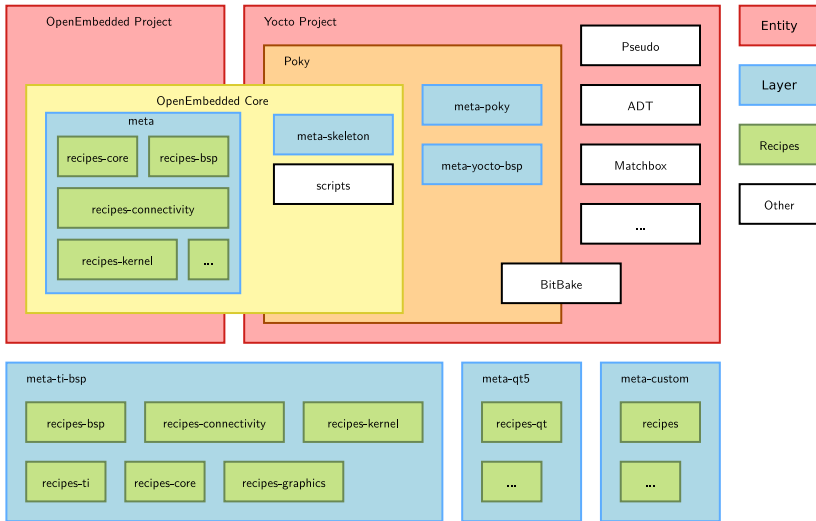 OpenEmbedded Project
Yocto Project
Poky
OpenEmbedded Core
meta
recipes-core
recipes-bsp
recipes-connectivity
recipes-kernel
...
meta-skeleton
scripts
meta-poky
meta-yocto-bsp
Pseudo
ADT
Matchbox
...
BitBake
Entity
Layer
Recipes
Other
meta-ti-bsp
recipes-bsp
recipes-connectivity
recipes-kernel
recipes-ti
recipes-core
recipes-graphics
meta-qt5
recipes-qt
...
meta-custom
recipes
...